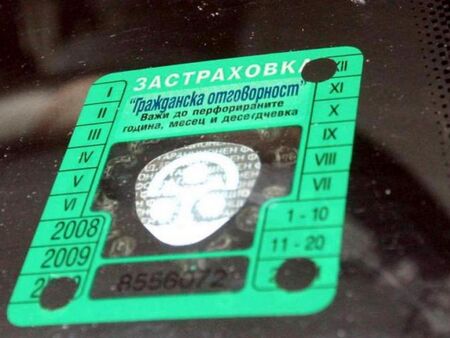 ЗАСТРАХОВКА
"Гражданска отговорност"
Важи до перфорираните
година, месец и десетдневка
I
II
III
IV
V
VI
XII
XI
X
IX
VIII
VII
2008
2009
1-10
11-20
8556072